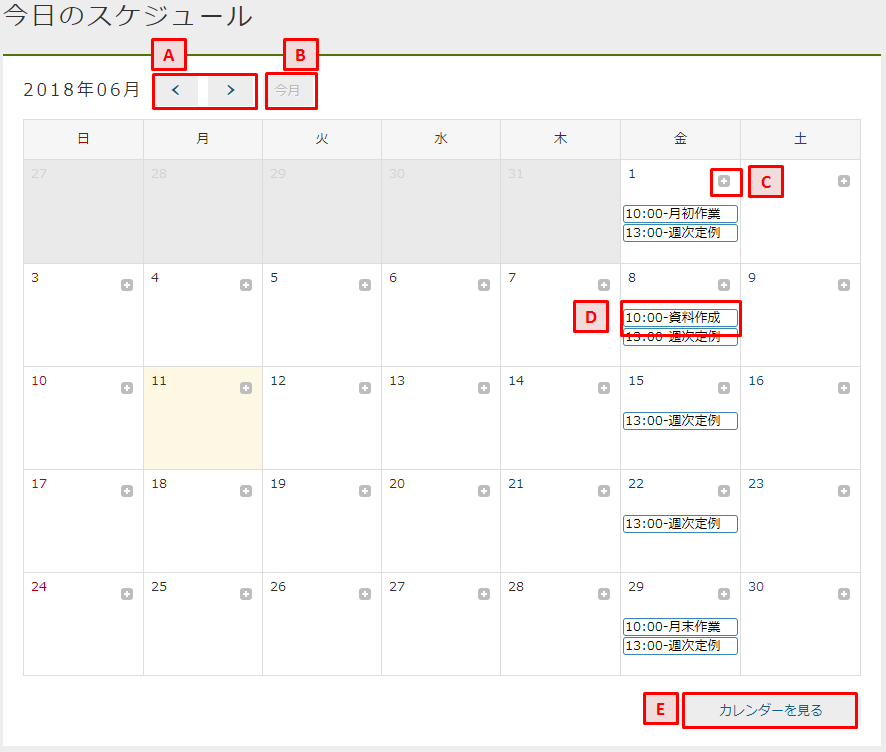 今日のスケジュール
A B
2018年06月 < > 今月
日 月 火 水 木 金 土
27 28 29 30 31 1 C
10:00-月初作業
13:00-週次定例
3 4 5 6 7 8 9
D 10:00-資料作成
13:00-週次定例
10 11 12 13 14 15 16
13:00-週次定例
17 18 19 20 21 22 23
13:00-週次定例
24 25 26 27 28 29 30
10:00-月末作業
13:00-週次定例
E カレンダーを見る